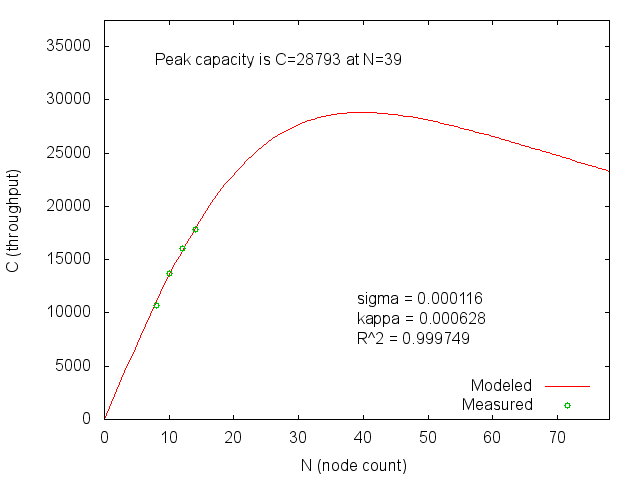 35000
30000
25000
20000
15000
10000
5000
0
C (throughput)
Peak capacity is C=28793 at N=39
sigma = 0.000116
kappa = 0.000628
R^2 = 0.999749
Modeled
Measured
0 10 20 30 40 50 60 70
N (node count)